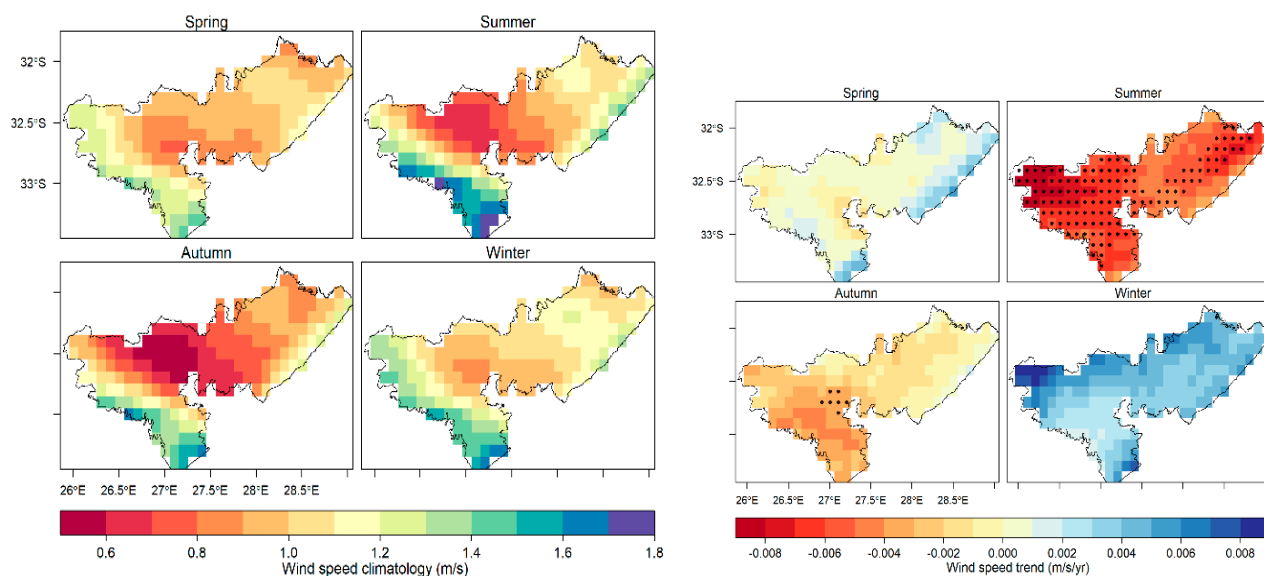 Spring
Summer
32°S
32.5°S
33°S
Autumn
Winter
26°E 26.5°E 27°E 27.5°E 28°E 28.5°E
0.6 0.8 1.0 1.2 1.4 1.6 1.8
Wind speed climatology (m/s)
Spring
Summer
32°S
32.5°S
33°S
Autumn
Winter
26°E 26.5°E 27°E 27.5°E 28°E 28.5°E
-0.008 -0.006 -0.004 -0.002 0.000 0.002 0.004 0.006 0.008
Wind speed trend (m/s/yr)